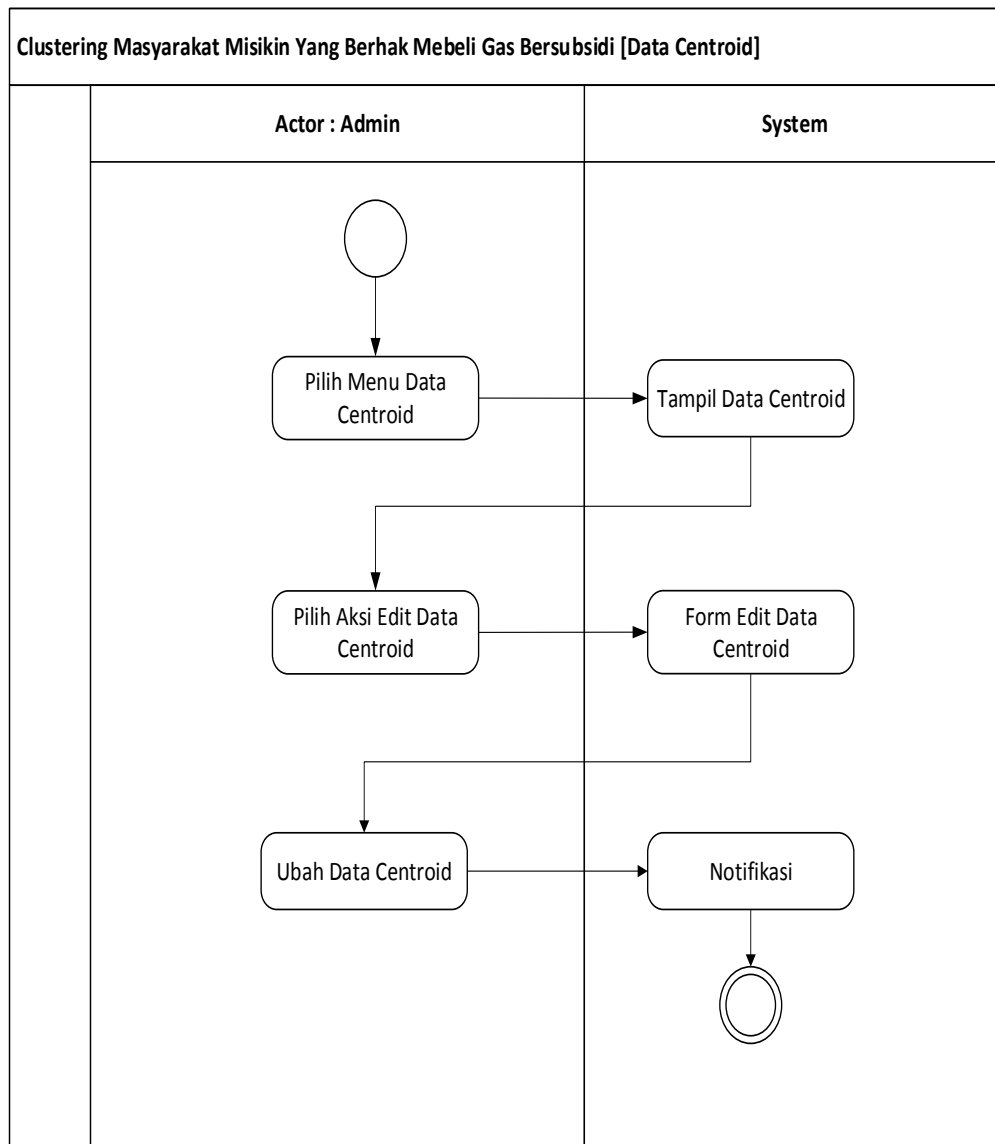 Clustering Masyarakat Misikin Yang Berhak Mebeli Gas Bersubsidi [Data Centroid]
Actor : Admin
System
Pilih Menu Data
Centroid
Tampil Data Centroid
Pilih Aksi Edit Data
Centroid
Form Edit Data
Centroid
Ubah Data Centroid
Notifikasi